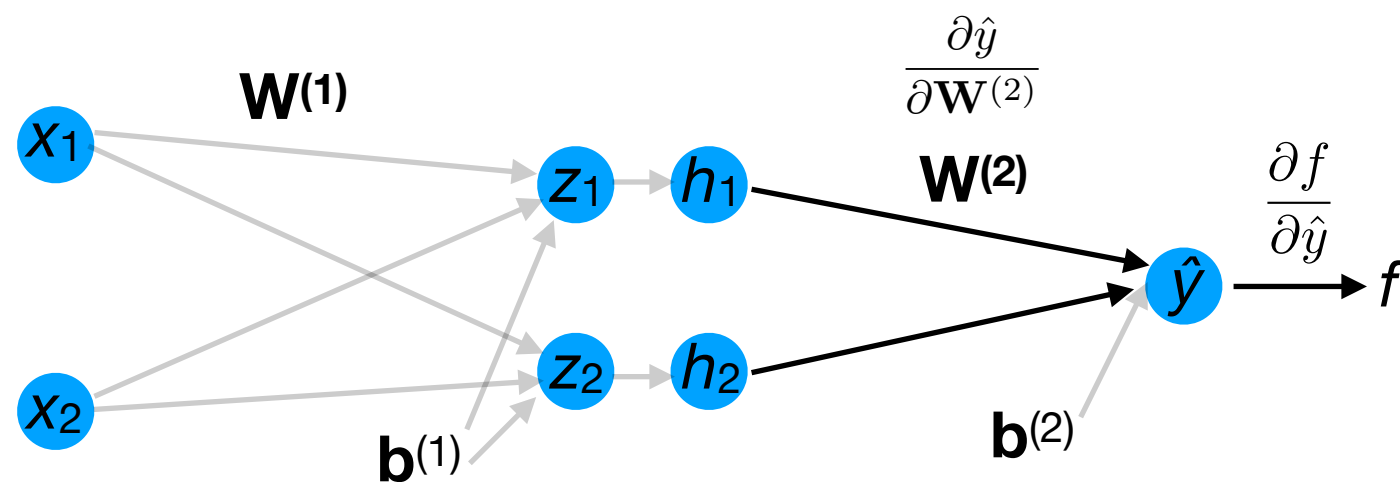 ∂ŷ
∂W(2)
W(1)
x1
z1
h1
W(2)
∂f
∂ŷ
ŷ
f
x2
z2
h2
b(1)
b(2)